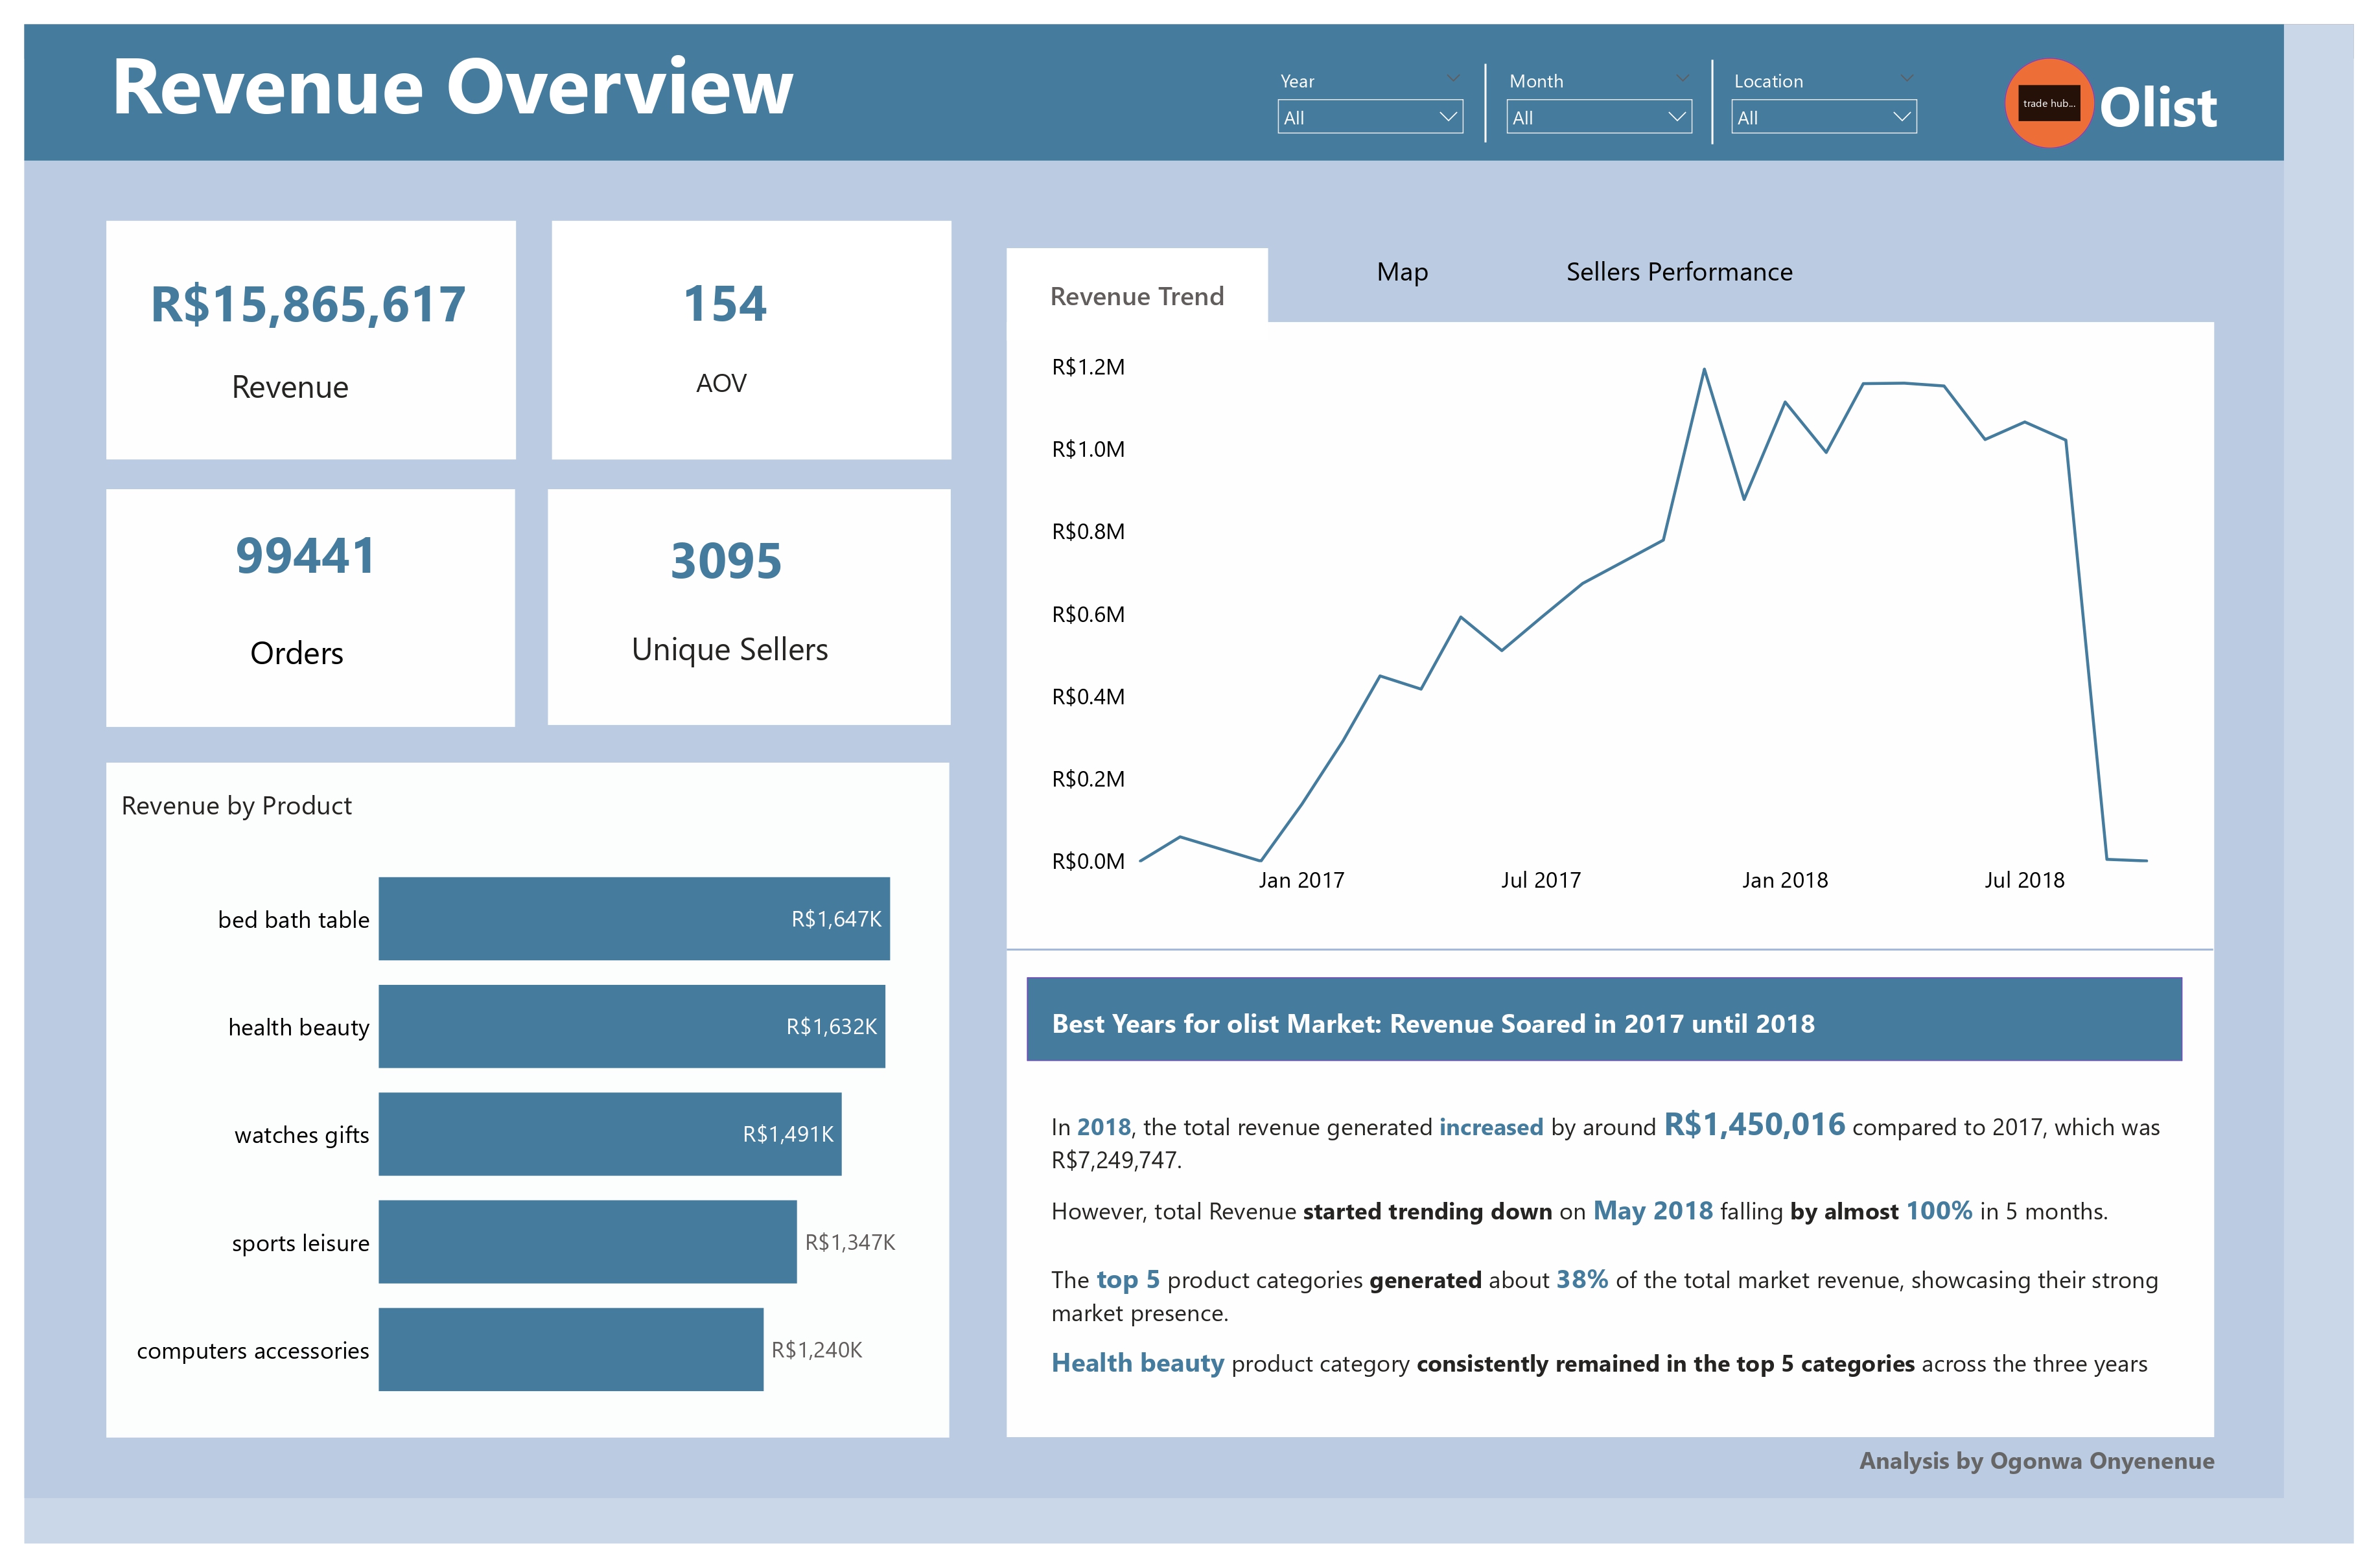 Revenue Overview
Year
All
Month
All
Location
All
trade hub...
Olist
R$15,865,617
Revenue
154
AOV
99441
Orders
3095
Unique Sellers
Revenue by Product
bed bath table
R$1,647K
health beauty
R$1,632K
watches gifts
R$1,491K
sports leisure
R$1,347K
computers accessories
R$1,240K
Revenue Trend
Map
Sellers Performance
R$1.2M
R$1.0M
R$0.8M
R$0.6M
R$0.4M
R$0.2M
R$0.0M
Jan 2017
Jul 2017
Jan 2018
Jul 2018
Best Years for olist Market: Revenue Soared in 2017 until 2018
In 2018, the total revenue generated increased by around R$1,450,016 compared to 2017, which was
R$7,249,747.
However, total Revenue started trending down on May 2018 falling by almost 100% in 5 months.
The top 5 product categories generated about 38% of the total market revenue, showcasing their strong
market presence.
Health beauty product category consistently remained in the top 5 categories across the three years
Analysis by Ogonwa Onyenenue